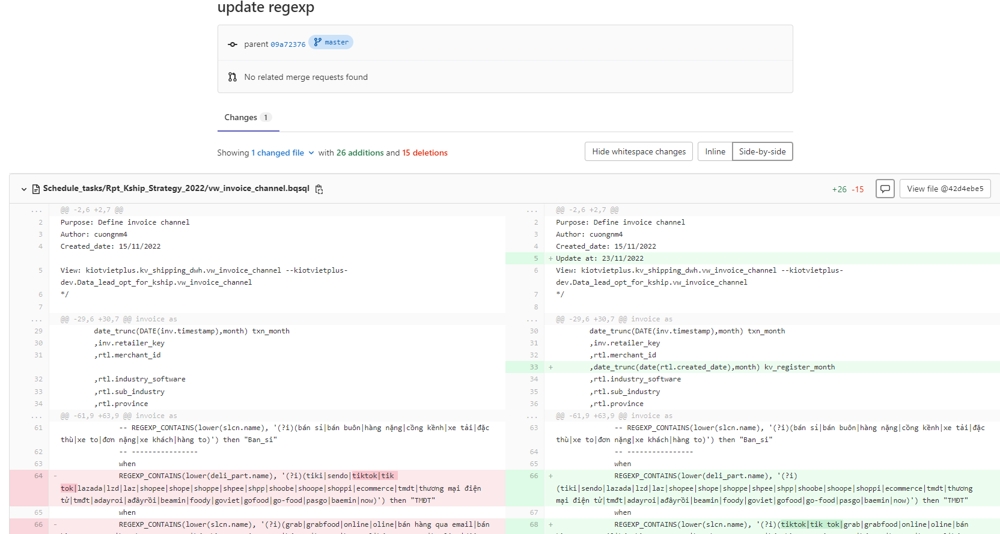 update regexp
parent 09a72376 master
No related merge requests found
Changes 1
Showing 1 changed file with 26 additions and 15 deletions
Hide whitespace changes Inline Side-by-side
Schedule_tasks/Rpt_Kship_Strategy_2022/vw_invoice_channel.bqsql
+26 -15 View file @42d4ebe5
... @@ -2,6 +2,7 @@
2 Purpose: Define invoice channel
3 Author: cuongnm4
4 Created_date: 15/11/2022
5 View: kiotvietplus.kv_shipping_dwh.vw_invoice_channel --kiotvietplus-
dev.Data_lead_opt_for_kship.vw_invoice_channel
6 */
7
... @@ -29,6 +30,7 @@ invoice as
29 date_trunc(DATE(inv.timestamp),month) txn_month
30 ,inv.retailer_key
31 ,rtl.merchant_id
32 ,rtl.industry_software
33 ,rtl.sub_industry
34 ,rtl.province
... @@ -61,9 +63,9 @@ invoice as
61 -- REGEXP_CONTAINS(lower(slcn.name), '(?i)(bán sỉ|bán buôn|hàng nặng|cồng kềnh|xe tải|đặc
thù|xe to|đơn nặng|xe khách|hàng to)') then "Ban_si"
62 -- ----------------
63 when
64 - REGEXP_CONTAINS(lower(deli_part.name), '(?i)(tiki|sendo|tiktok|tik
tok|lazada|lzd|laz|shopee|shope|shoppe|shpee|shpp|shoobe|shoope|shoppi|ecommerce|tmdt|thương mại điện
tử|tmđt|adayroi|ađâyrồi|beamin|foody|goviet|gofood|go-food|pasgo|baemin|now)') then "TMĐT"
65 when
66 - REGEXP_CONTAINS(lower(slcn.name), '(?i)(grab|grabfood|online|oline|bán hàng qua email|bán
... @@ -2,6 +2,7 @@
2 Purpose: Define invoice channel
3 Author: cuongnm4
4 Created_date: 15/11/2022
5 + Update at: 23/11/2022
6 View: kiotvietplus.kv_shipping_dwh.vw_invoice_channel --kiotvietplus-
dev.Data_lead_opt_for_kship.vw_invoice_channel
7 */
8
... @@ -29,6 +30,7 @@ invoice as
30 date_trunc(DATE(inv.timestamp),month) txn_month
31 ,inv.retailer_key
32 ,rtl.merchant_id
33 + ,date_trunc(date(rtl.created_date),month) kv_register_month
34 ,rtl.industry_software
35 ,rtl.sub_industry
36 ,rtl.province
... @@ -61,9 +63,9 @@ invoice as
63 -- REGEXP_CONTAINS(lower(slcn.name), '(?i)(bán sỉ|bán buôn|hàng nặng|cồng kềnh|xe tải|đặc
thù|xe to|đơn nặng|xe khách|hàng to)') then "Ban_si"
64 -- ----------------
65 when
66 + REGEXP_CONTAINS(lower(deli_part.name), '(?i)
(tiki|sendo|lazada|lzd|laz|shopee|shope|shoppe|shpee|shpp|shoobe|shoope|shoppi|ecommerce|tmdt|thương
mại điện tử|tmđt|adayroi|ađâyrồi|beamin|foody|goviet|gofood|go-food|pasgo|baemin|now)') then "TMĐT"
67 when
68 + REGEXP_CONTAINS(lower(slcn.name), '(?i)(tiktok|tik tok|grab|grabfood|online|oline|bán